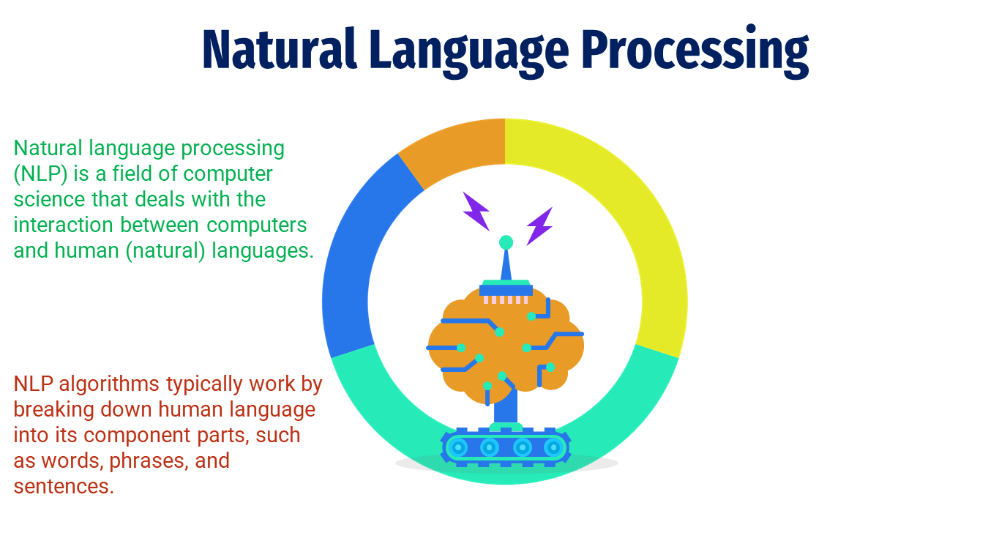 Natural Language Processing
Natural language processing
(NLP) is a field of computer
science that deals with the
interaction between computers
and human (natural) languages.
NLP algorithms typically work by
breaking down human language
into its component parts, such
as words, phrases, and
sentences.